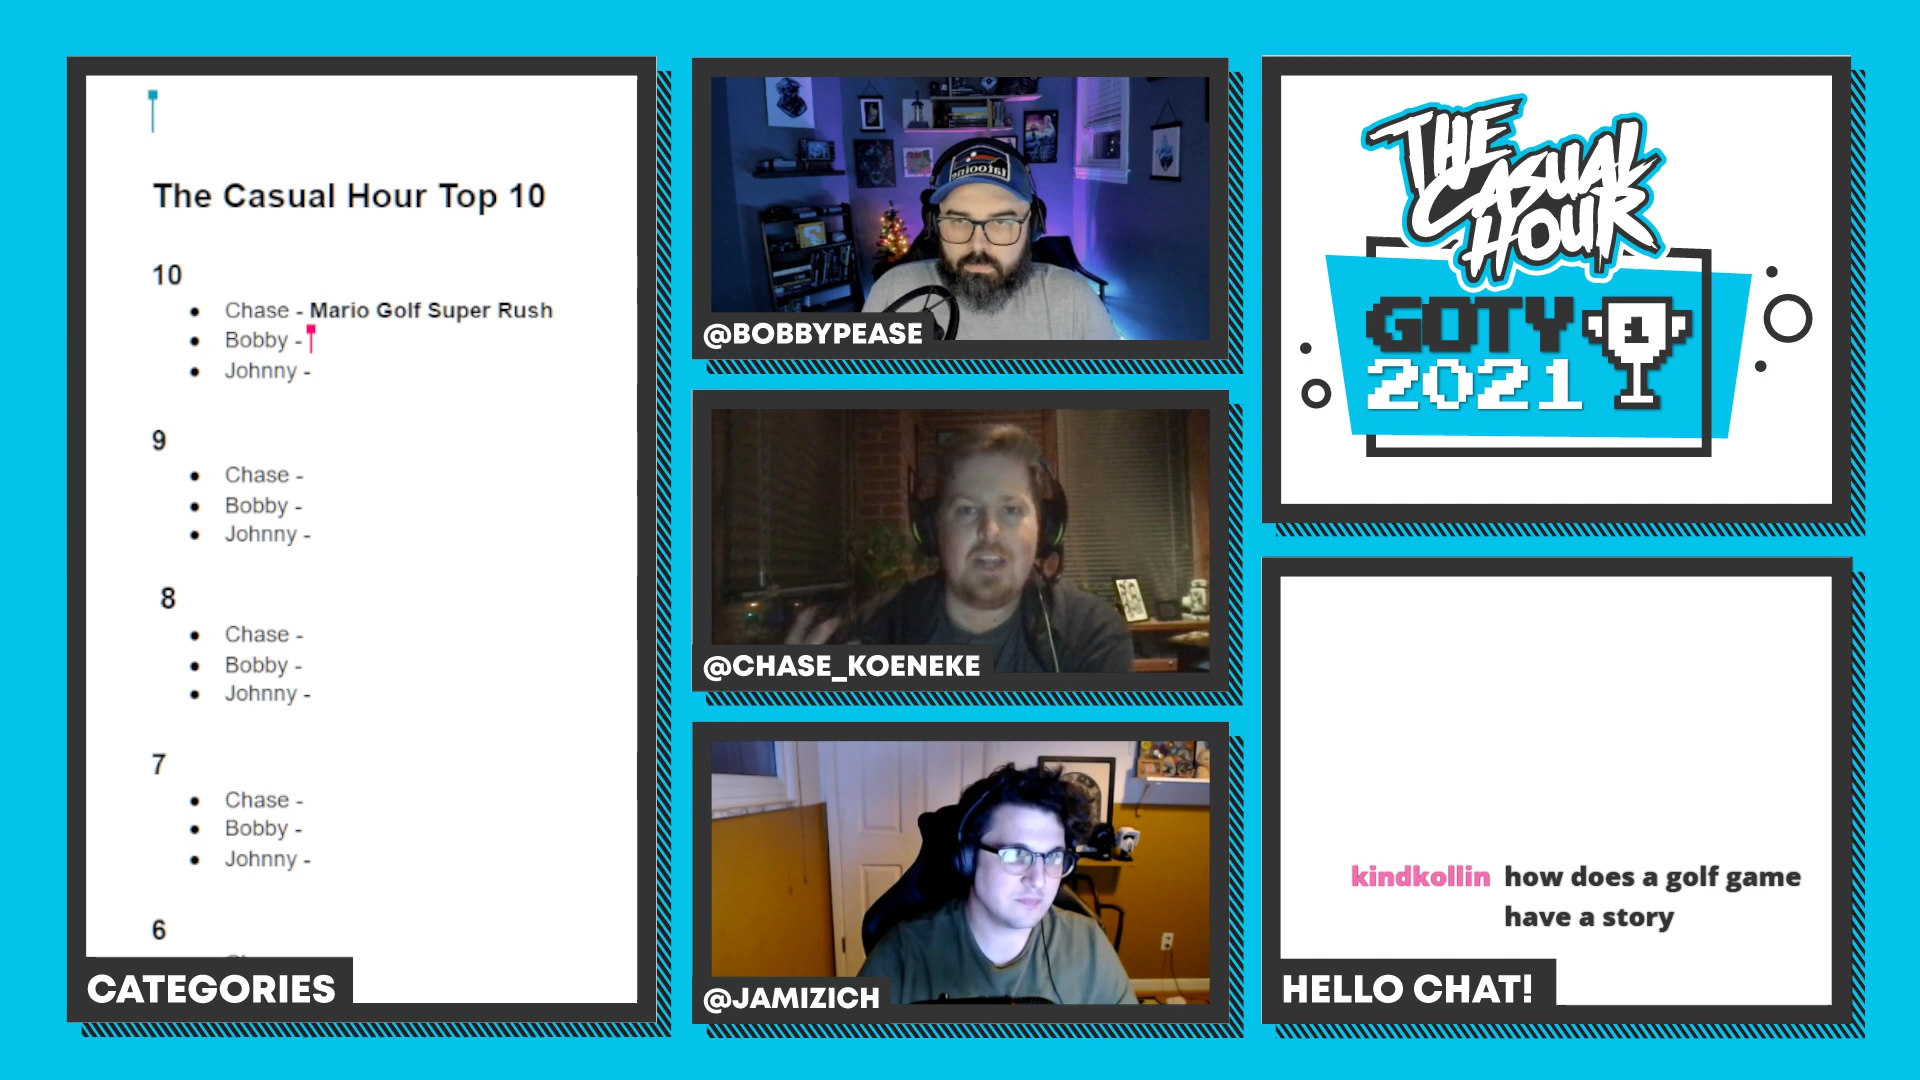 The Casual Hour Top 10
10
Chase - Mario Golf Super Rush
Bobby -
Johnny -
9
Chase -
Bobby -
Johnny -
8
Chase -
Bobby -
Johnny -
7
Chase -
Bobby -
Johnny -
6
CATEGORIES
tatooine
@BOBBYPEASE
@CHASE_KOENEKE
@JAMIZICH
THE
CASUAL
HOUR
GOTY
2021
1
kindkollin how does a golf game
have a story
HELLO CHAT!